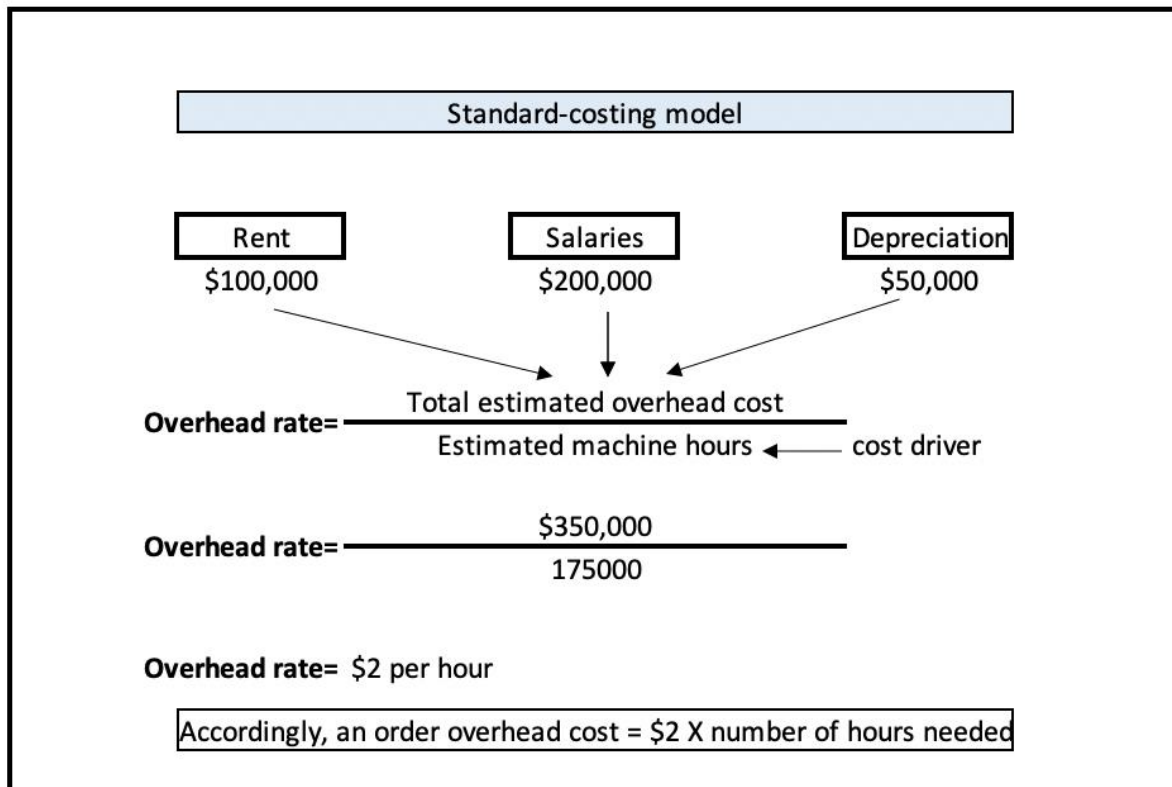 Standard-costing model
Rent Salaries Depreciation
$100,000 $200,000 $50,000
Total estimated overhead cost
Overhead rate=
Estimated machine hours cost driver
$350,000
Overhead rate=
175000
Overhead rate= $2 per hour
Accordingly, an order overhead cost = $2 X number of hours needed